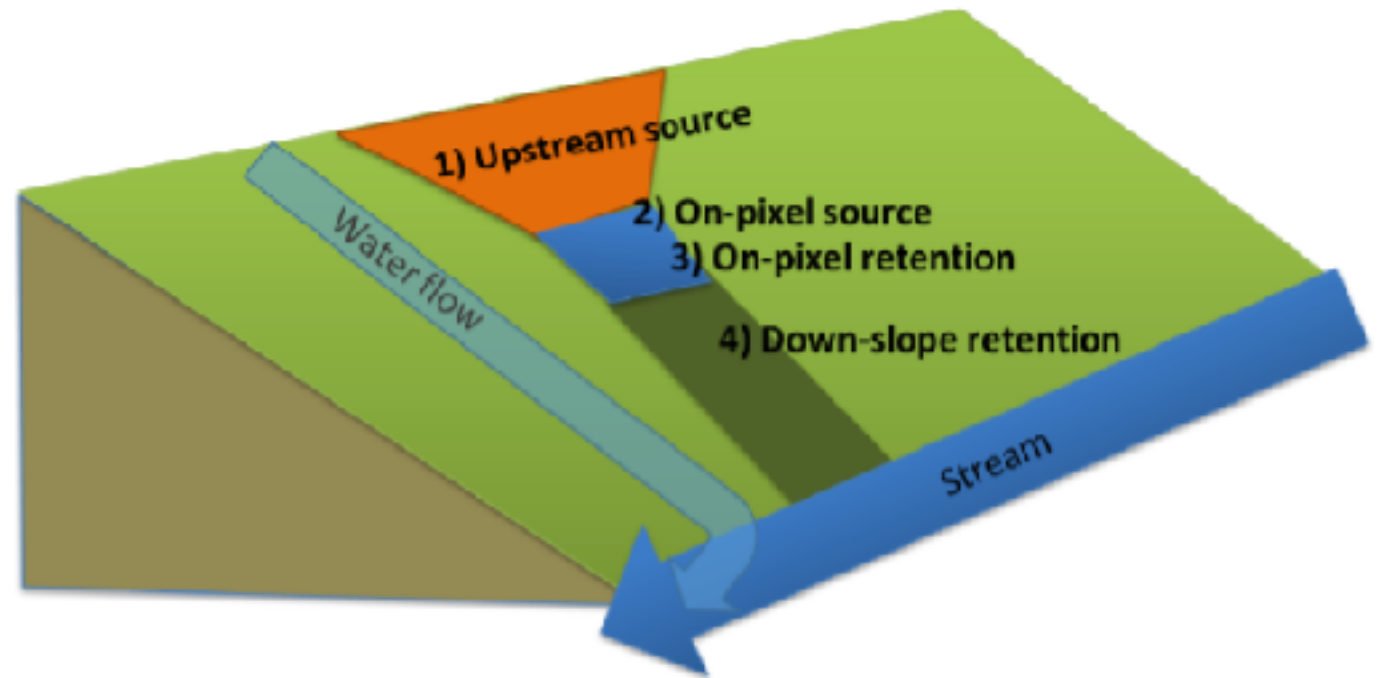 1) Upstream source
2) On-pixel source
3) On-pixel retention
Water flow
4) Down-slope retention
Stream